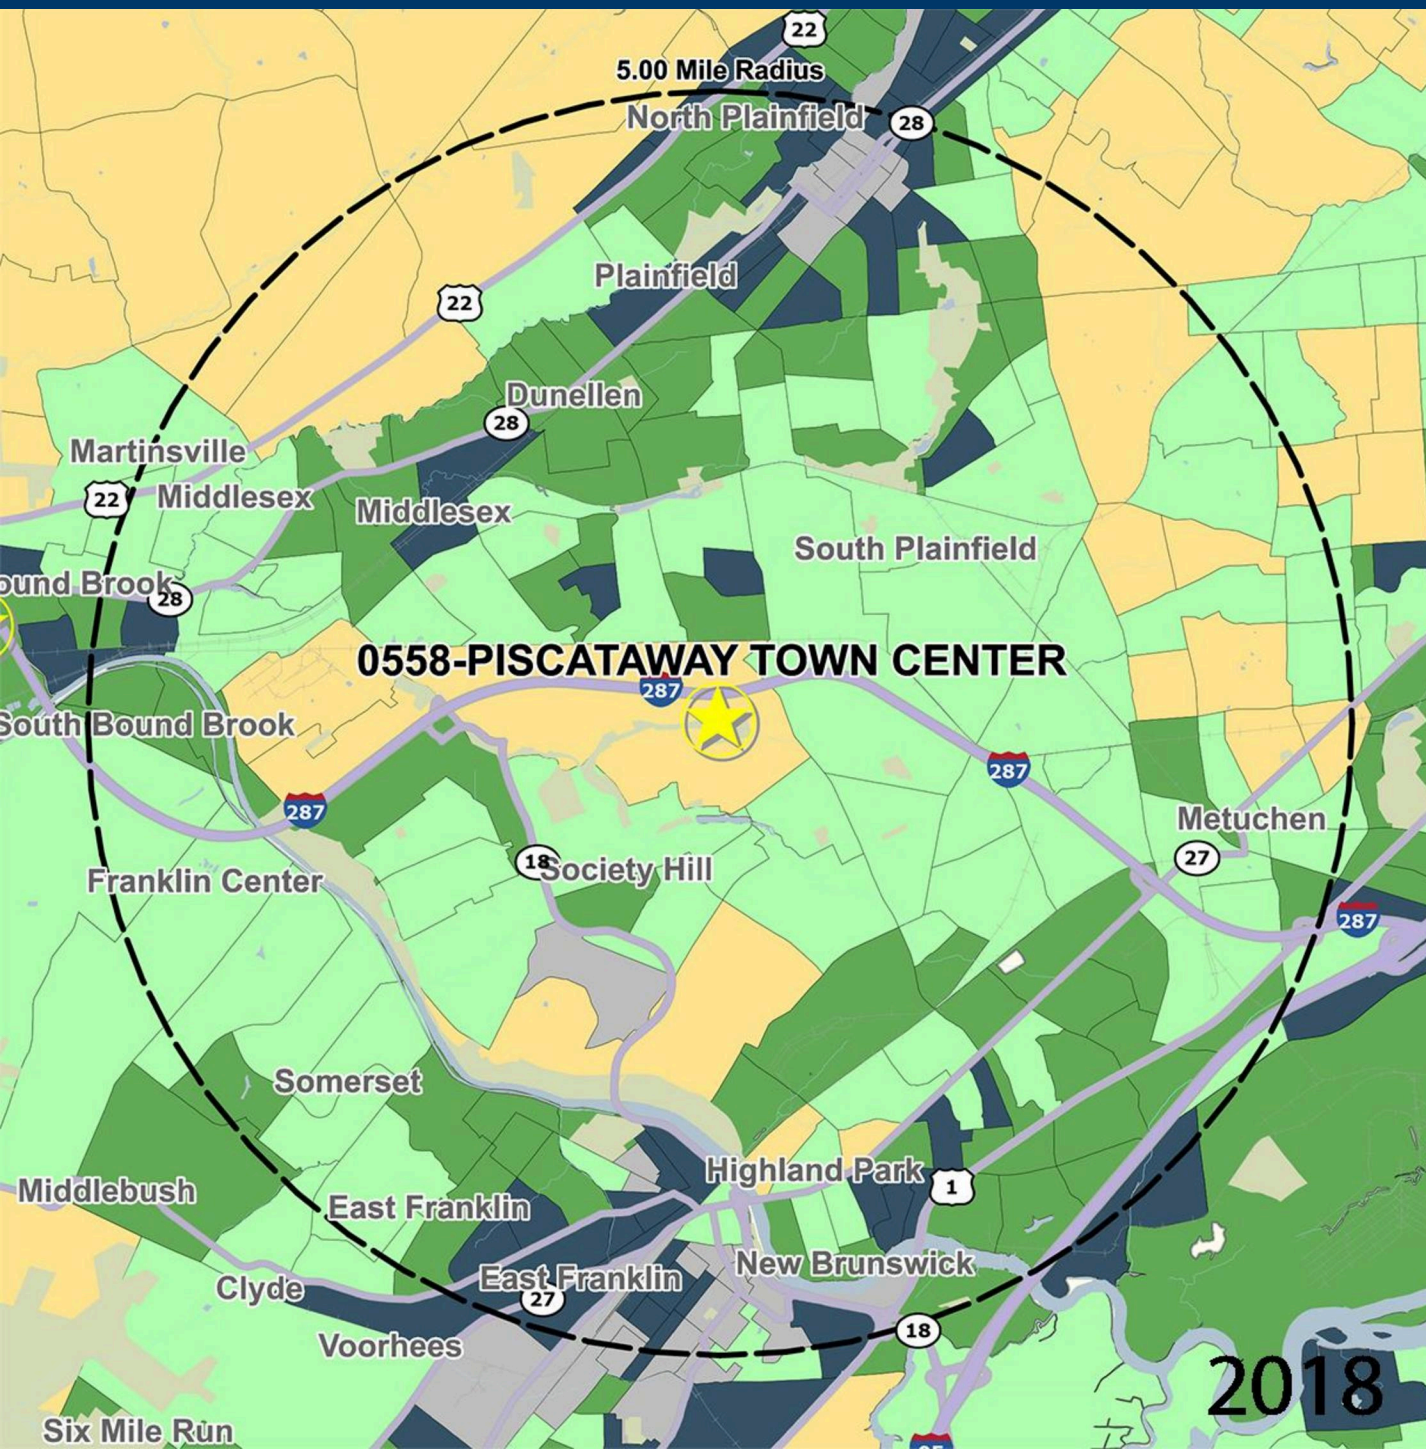 22
5.00 Mile Radius
North Plainfield
28
Plainfield
22
Dunellen
28
Martinsville
22
Middlesex
Middlesex
South Plainfield
ound Brook
28
0558-PISCATAWAY TOWN CENTER
287
South Bound Brook
287
287
Metuchen
27
18
Society Hill
Franklin Center
287
Somerset
Highland Park
1
Middlebush
East Franklin
New Brunswick
East Franklin
Clyde
27
18
Voorhees
2018
Six Mile Run